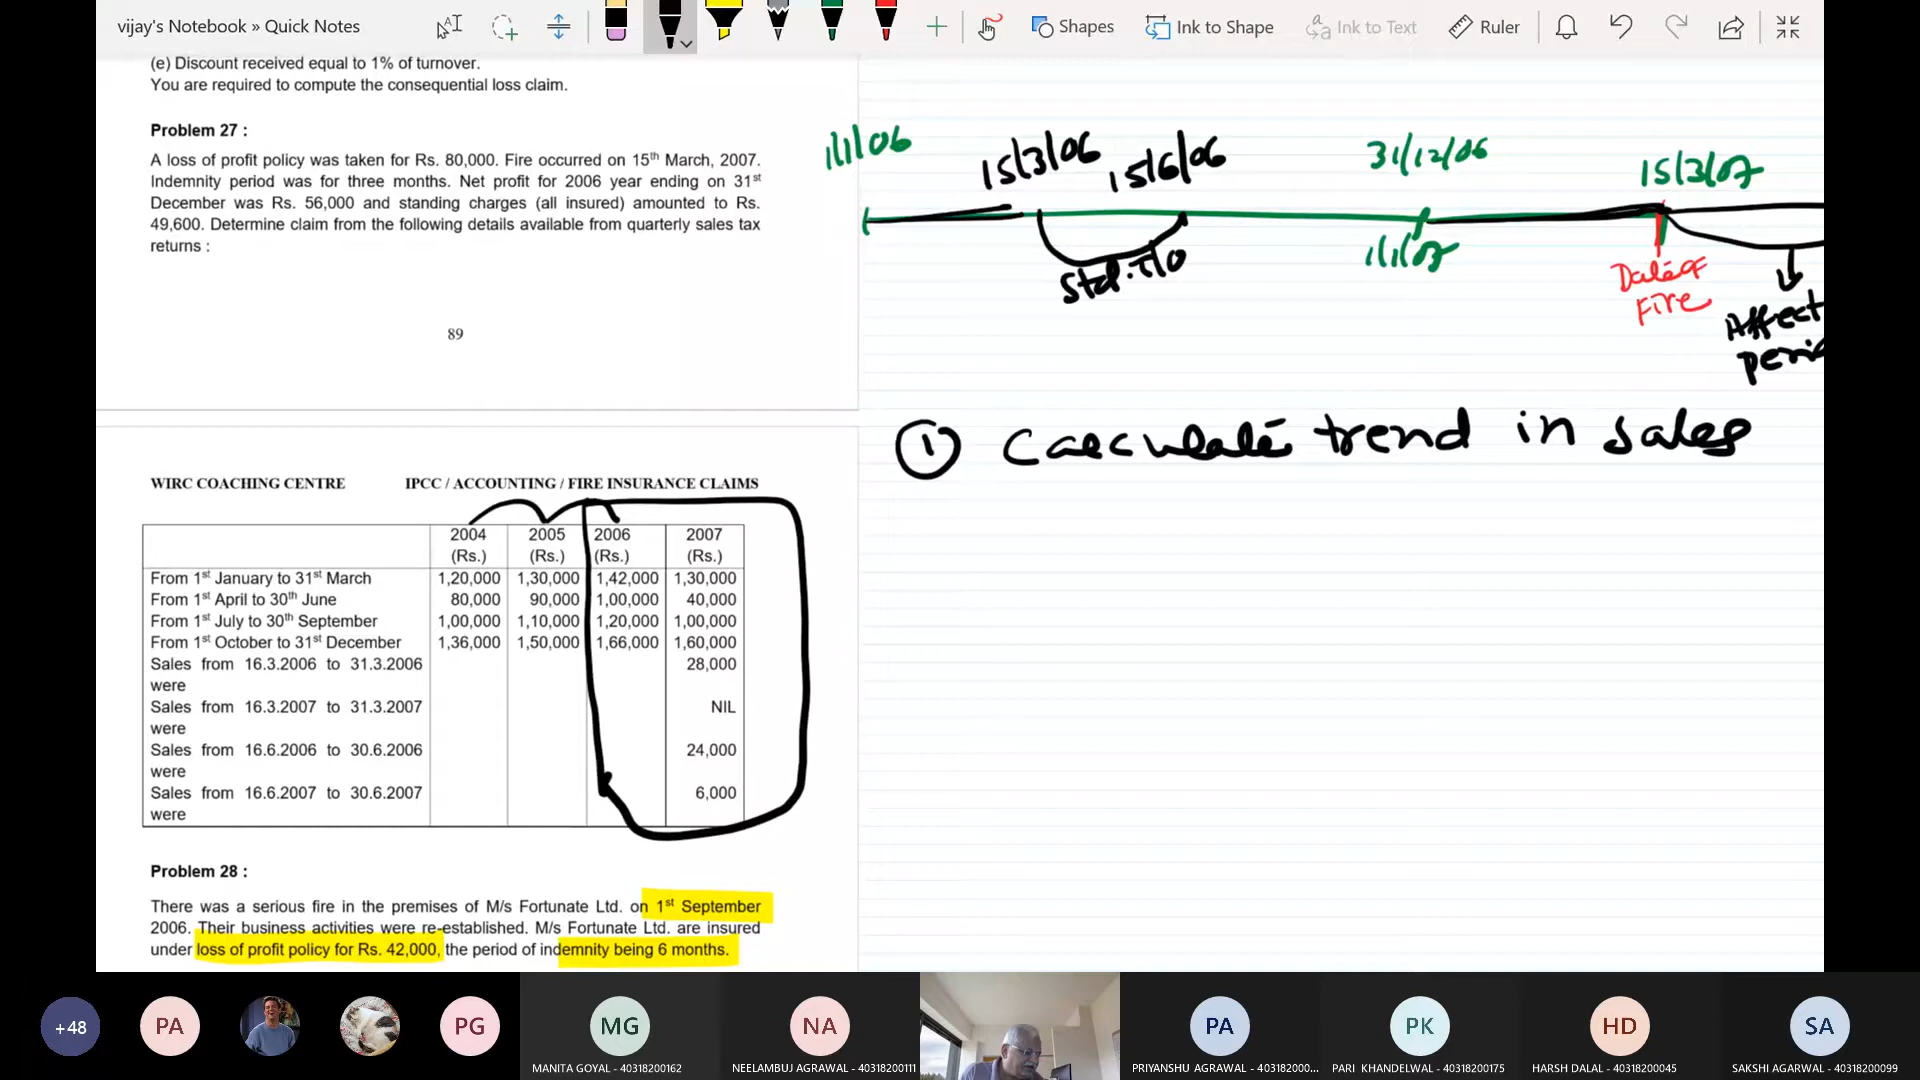 vijay's Notebook » Quick Notes
Shapes
Ink to Shape
Ink to Text
Ruler
(e) Discount received equal to 1% of turnover.
You are required to compute the consequential loss claim.
Problem 27 :
A loss of profit policy was taken for Rs. 80,000. Fire occurred on 15th March, 2007.
Indemnity period was for three months. Net profit for 2006 year ending on 31st
December was Rs. 56,000 and standing charges (all insured) amounted to Rs.
49,600. Determine claim from the following details available from quarterly sales tax
returns :
89
WIRC COACHING CENTRE IPCC / ACCOUNTING / FIRE INSURANCE CLAIMS
2004 2005 2006 2007
(Rs.) (Rs.) (Rs.) (Rs.)
From 1st January to 31st March 1,20,000 1,30,000 1,42,000 1,30,000
From 1st April to 30th June 80,000 90,000 1,00,000 40,000
From 1st July to 30th September 1,00,000 1,10,000 1,20,000 1,00,000
From 1st October to 31st December 1,36,000 1,50,000 1,66,000 1,60,000
Sales from 16.3.2006 to 31.3.2006 28,000
were
Sales from 16.3.2007 to 31.3.2007 NIL
were
Sales from 16.6.2006 to 30.6.2006 24,000
were
Sales from 16.6.2007 to 30.6.2007 6,000
were
Problem 28 :
There was a serious fire in the premises of M/s Fortunate Ltd. on 1st September
2006. Their business activities were re-established. M/s Fortunate Ltd. are insured
under loss of profit policy for Rs. 42,000, the period of indemnity being 6 months.
1/1/06 15/3/06 15/6/06 31/12/06 15/3/07
Std. T/O 1/1/07
Date of
Fire
Affect
peri
① Calculate trend in sales
+48
PA
PG
MG
MANITA GOYAL - 40318200162
NA
NEELAMBUJ AGRAWAL - 40318200111
PA
PRIYANSHU AGRAWAL - 403182000...
PK
PARI KHANDELWAL - 40318200175
HD
HARSH DALAL - 40318200045
SA
SAKSHI AGARWAL - 40318200099